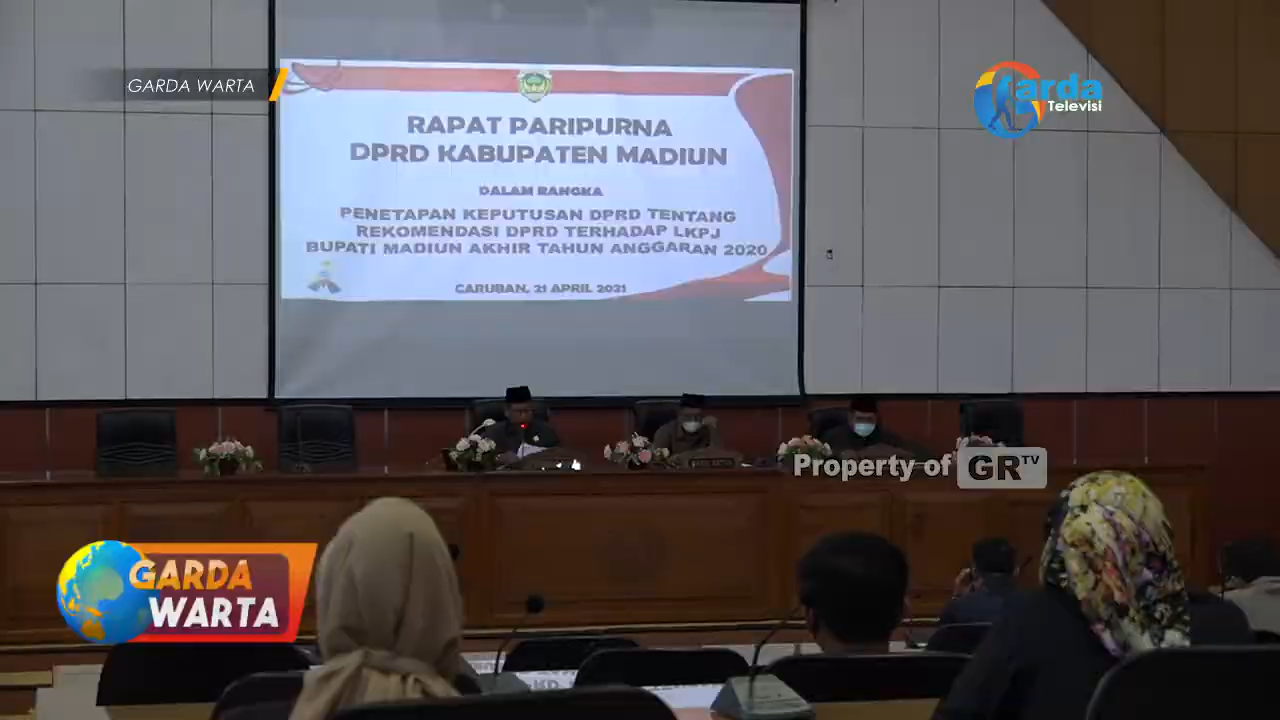 GARDA WARTA
arda
Televisi
RAPAT PARIPURNA
DPRD KABUPATEN MADIUN
DALAM RANGKA
PENETAPAN KEPUTUSAN DPRD TENTANG
REKOMENDASI DPRD TERHADAP LKPJ
BUPATI MADIUN AKHIR TAHUN ANGGARAN 2020
CARUBAN, 21 APRIL 2021
Property of GR TV
GARDA
WARTA